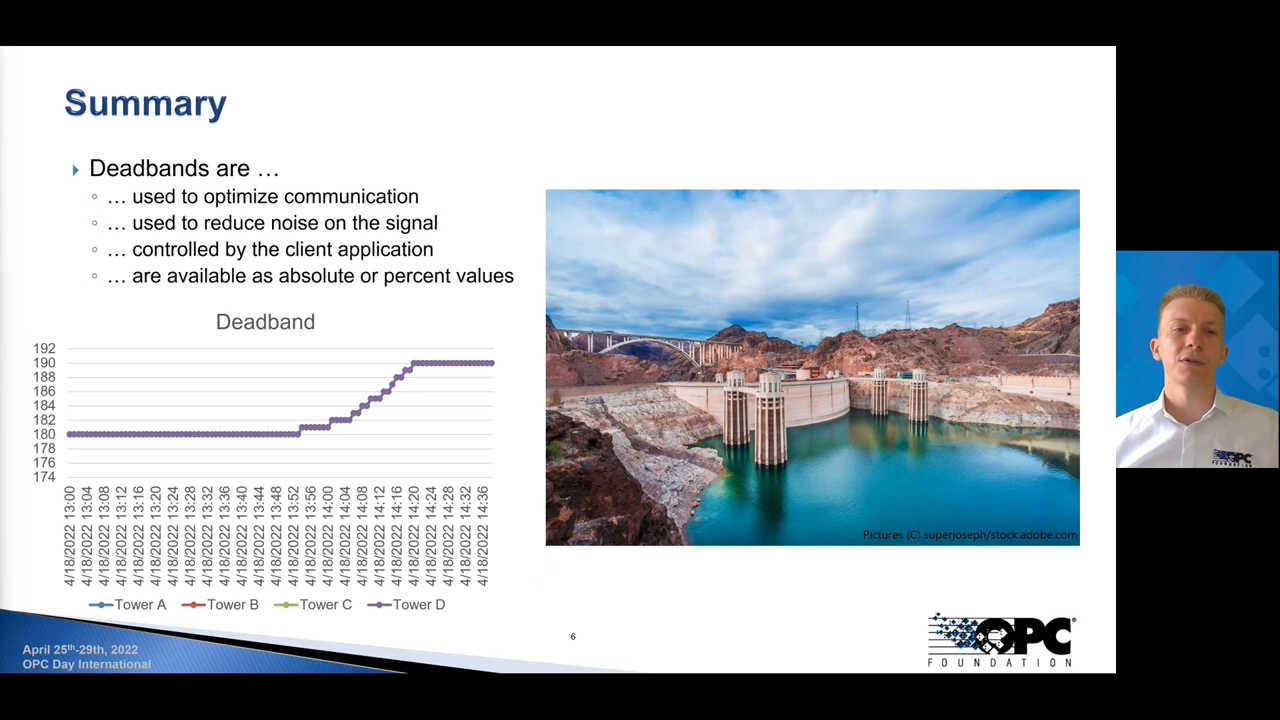 Summary
Deadbands are …
… used to optimize communication
… used to reduce noise on the signal
… controlled by the client application
… are available as absolute or percent values
Deadband
192
190
188
186
184
182
180
178
176
174
4/18/2022 13:00
4/18/2022 13:04
4/18/2022 13:08
4/18/2022 13:12
4/18/2022 13:16
4/18/2022 13:20
4/18/2022 13:24
4/18/2022 13:28
4/18/2022 13:32
4/18/2022 13:36
4/18/2022 13:40
4/18/2022 13:44
4/18/2022 13:48
4/18/2022 13:52
4/18/2022 13:56
4/18/2022 14:00
4/18/2022 14:04
4/18/2022 14:08
4/18/2022 14:12
4/18/2022 14:16
4/18/2022 14:20
4/18/2022 14:24
4/18/2022 14:28
4/18/2022 14:32
4/18/2022 14:36
Tower A Tower B Tower C Tower D
Pictures (C) superjoseph/stock.adobe.com
April 25th-29th, 2022
OPC Day International
6
OPC®
FOUNDATION
OPC
FOUNDATION